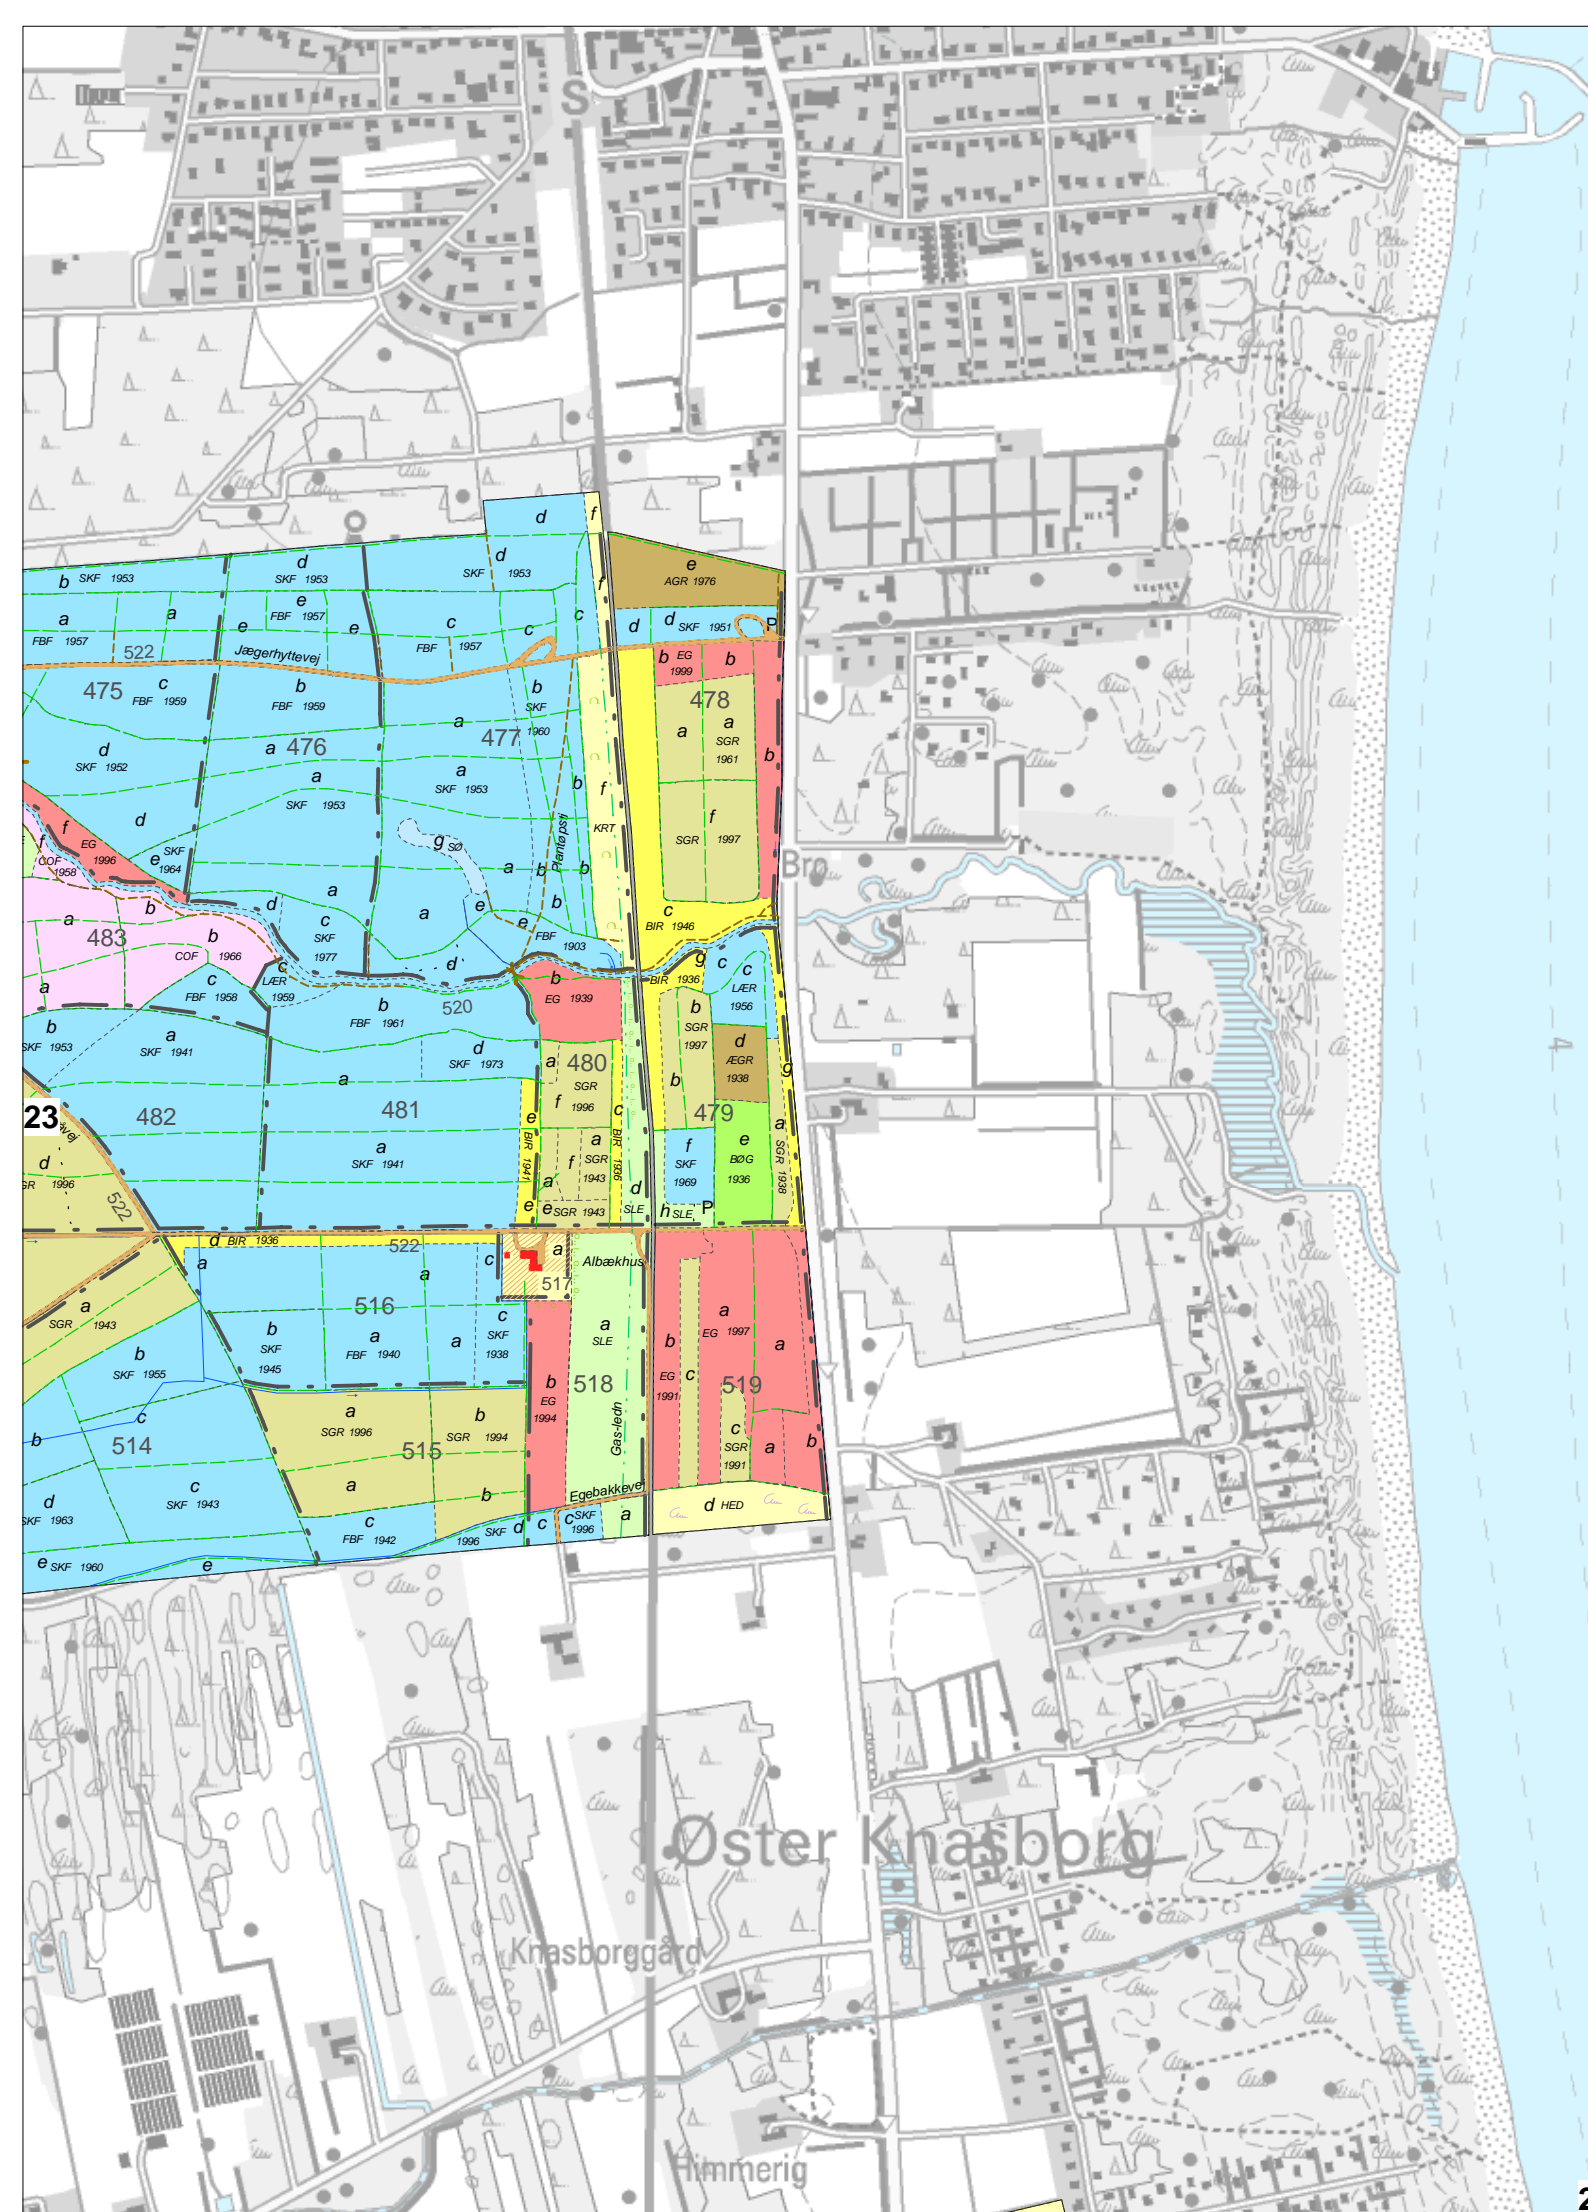 S
d
f
b SKF 1953
d
SKF 1953
d
SKF 1953
f
e
AGR 1976
a
FBF 1957
a
e
FBF 1957
e
e
c
FBF 1957
c
c
d
d SKF 1951
P
522
Jægerhyttevej
b EG
1999
b
475
c
FBF 1959
b
FBF 1959
b
SKF
1960
478
a
a
SGR
1961
b
d
SKF 1952
a
476
a
477
a
SKF 1953
a
SKF 1953
b
f
KRT
f
SGR 1997
d
f
EG
1996
e SKF
1964
g SØ
Plantøpsti
Brø
f
COF
1958
a
b
b
a
483
b
COF 1966
a
d
c
SKF
1977
a
e
e
b
FBF 1903
c
BIR 1946
d
c
LÆR
1959
c
FBF 1958
b
EG 1939
BIR 1936
g
c
c
LÆR
1956
b
SKF 1953
a
SKF 1941
b
FBF 1961
520
d
SKF 1973
a
480
SGR
1996
f
b
SGR
1997
d
ÆGR
1938
g
4
23
482
a
481
e
BIR 1941
c
BIR 1936
b
479
a
SGR 1938
d
1996
a
SKF 1941
f
a
SGR
1943
a
f
SKF
1969
e
BØG
1936
522
e
e SGR 1943
d
SLE
h SLE
P
d BIR 1936
522
a
a
c
a
517
Albækhus
a
SGR 1943
516
b
SKF
1945
a
FBF 1940
a
c
SKF
1938
a
SLE
b
EG
1991
a
EG 1997
c
a
b
SKF 1955
b
EG
1994
518
519
c
b
514
a
SGR 1996
b
SGR 1994
515
Gas-ledn
c
SGR
1991
a
b
c
SKF 1943
a
b
Egebakkevej
d
SKF 1963
c
FBF 1942
1996
SKF d
c
c SKF
1996
a
d HED
e SKF 1960
e
Øster Knasborg
Knasborggård
Himmerig